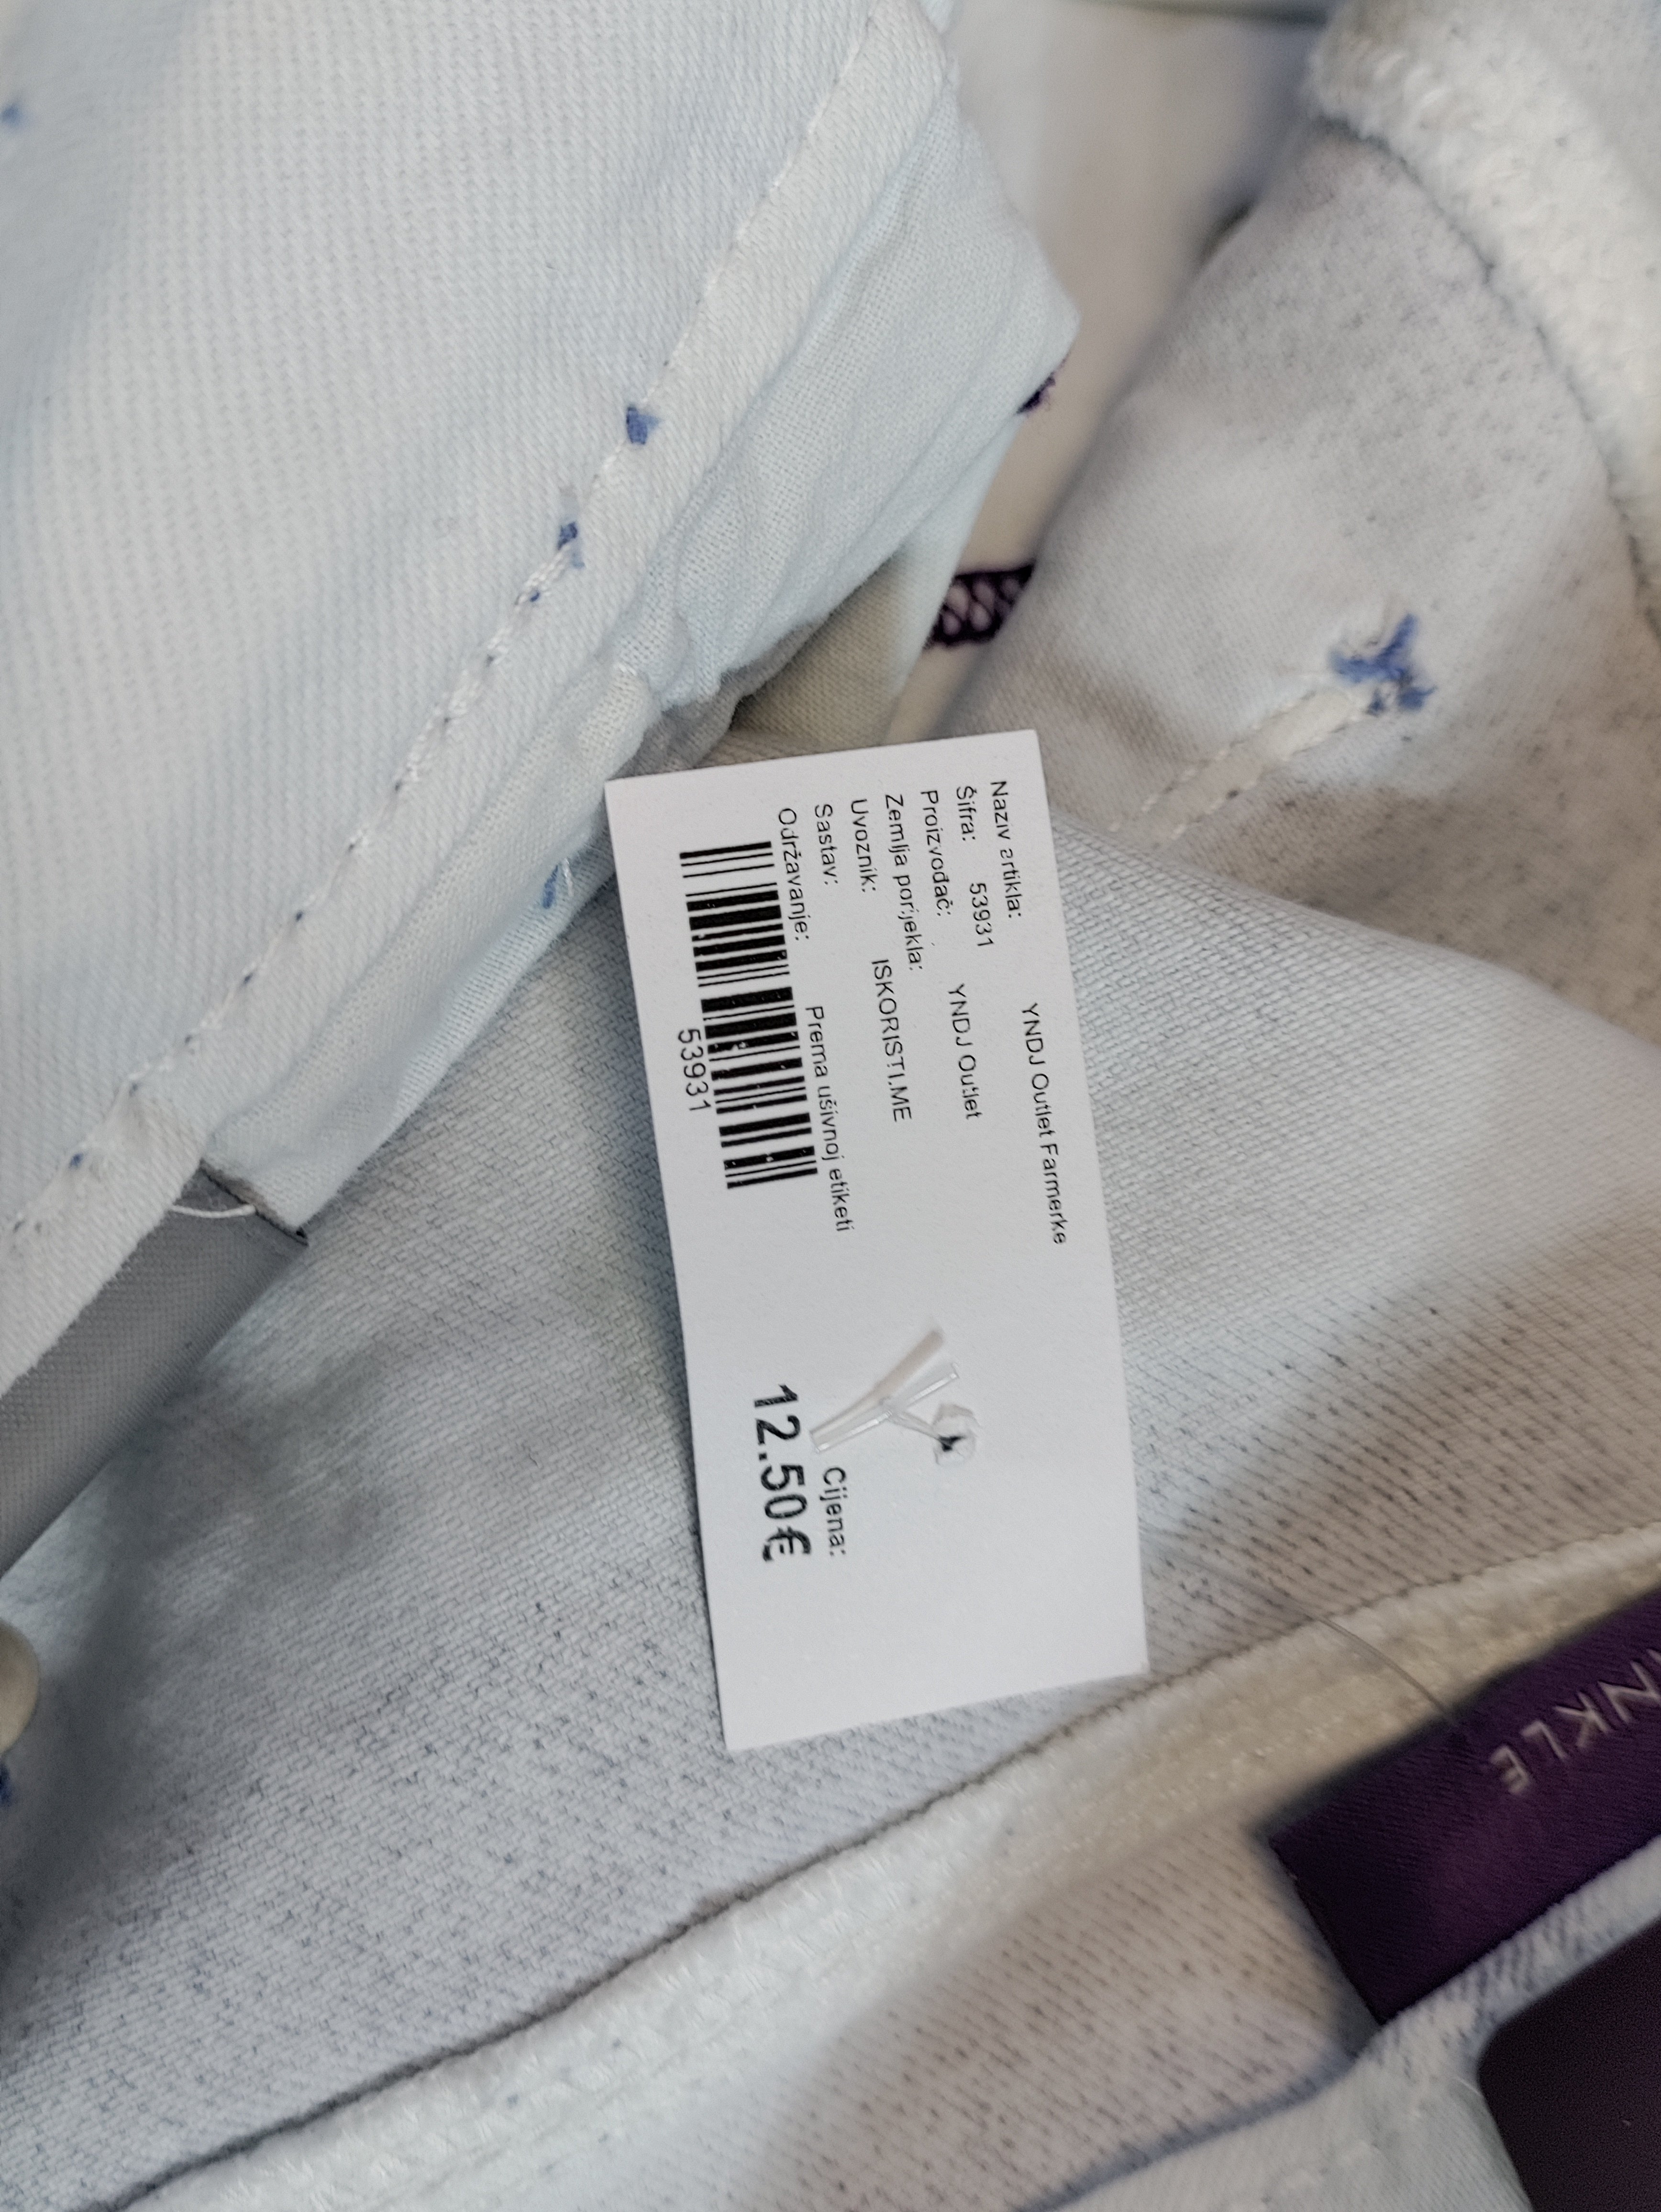 Naziv artikla: YNDJ Outlet Farmerke
Šifra: 53931
Proizvođač: YNDJ Outlet
Zemlja porijekla:
Uvoznik: ISKORISTI.ME
Sastav:
Održavanje: Prema ušivnoj etiketi
53931
Cijena:
12.50€
INKLE